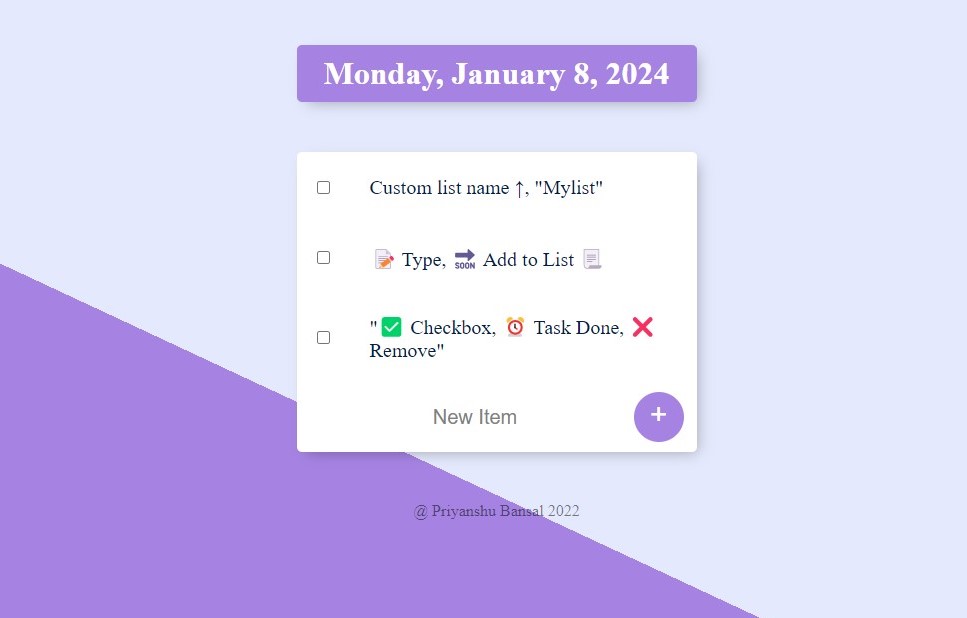 Monday, January 8, 2024
Custom list name ↑, "Mylist"
📝 Type, 🔜 Add to List 📃
"✅ Checkbox, ⏰ Task Done, ❌
Remove"
New Item
+
@ Priyanshu Bansal 2022